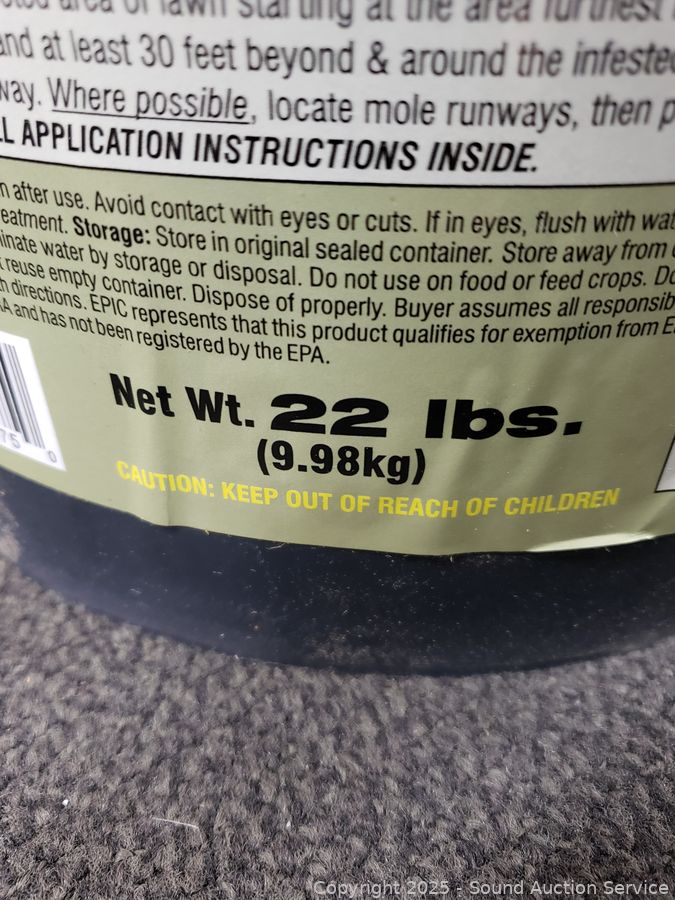 area of lawn starting at the area furthest
and at least 30 feet beyond & around the infested
way. Where possible, locate mole runways, then p
LL APPLICATION INSTRUCTIONS INSIDE.
n after use. Avoid contact with eyes or cuts. If in eyes, flush with wat
eatment. Storage: Store in original sealed container. Store away from
inate water by storage or disposal. Do not use on food or feed crops. Do
reuse empty container. Dispose of properly. Buyer assumes all responsib
h directions. EPIC represents that this product qualifies for exemption from E
A and has not been registered by the EPA.
75 0
Net Wt. 22 lbs.
(9.98kg)
CAUTION: KEEP OUT OF REACH OF CHILDREN
Copyright 2025 - Sound Auction Service